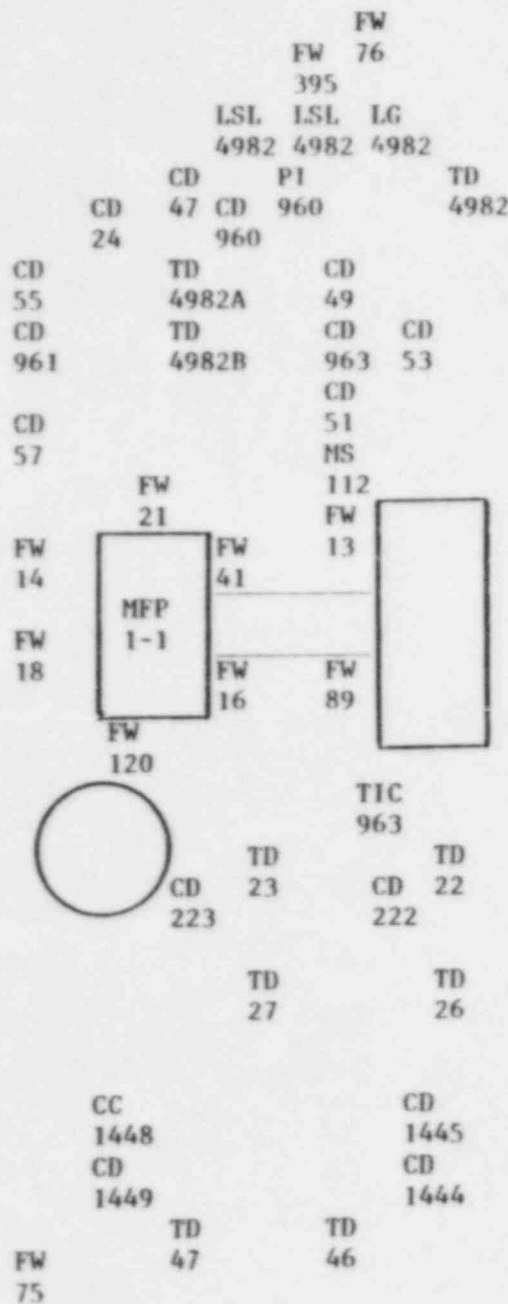 FW
FW 76
395
LSL LSL LG
4982 4982 4982
CD PI TD
CD 47 CD 960 4982
24 960
CD TD CD
55 4982A 49
CD TD CD CD
961 4982B 963 53
CD
CD 51
57 MS
FW 112
21 FW
FW FW 13
14 41
MFP
FW 1-1 FW FW
18 16 89
FW
120
TIC
963
TD TD
CD 23 CD 22
223 222
TD TD
27 26
CC CD
1448 1445
CD CD
1449 1444
TD TD
FW 47 46
75